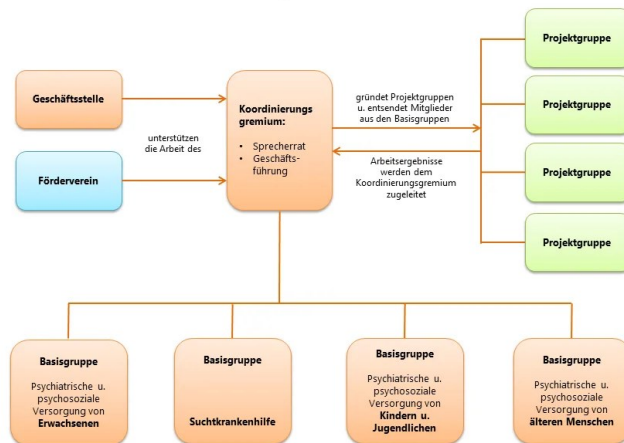 Projektgruppe
Geschäftsstelle
Koordinierungs
gremium:
• Sprecherrat
• Geschäfts-
führung
gründet Projektgruppen
u. entsendet Mitglieder
aus den Basisgruppen
Projektgruppe
unterstützen
die Arbeit des
Förderverein
Arbeitsergebnisse
werden dem
Koordinierungsgremium
zugeleitet
Projektgruppe
Projektgruppe
Basisgruppe
Psychiatrische u.
psychosoziale
Versorgung von
Erwachsenen
Basisgruppe
Suchtkrankenhilfe
Basisgruppe
Psychiatrische u.
psychosoziale
Versorgung von
Kindern u.
Jugendlichen
Basisgruppe
Psychiatrische u.
psychosoziale
Versorgung von
älteren Menschen